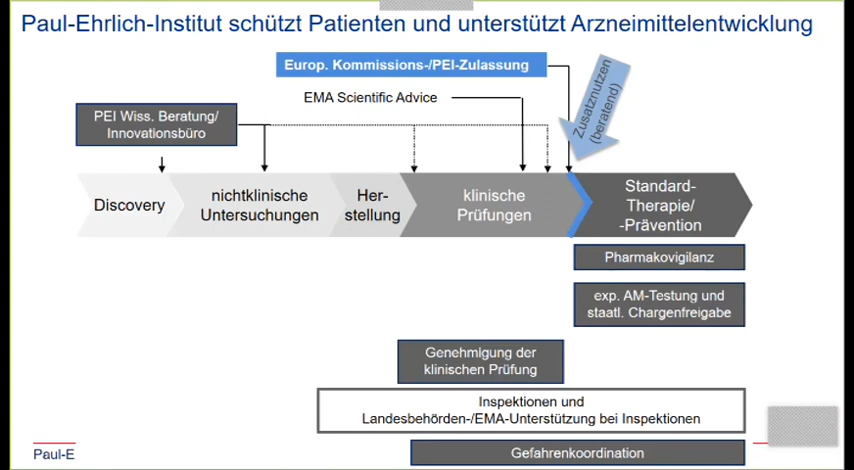 Paul-Ehrlich-Institut schützt Patienten und unterstützt Arzneimittelentwicklung
Europ. Kommissions-/PEI-Zulassung
EMA Scientific Advice
Zusatznutzen
(beratend)
PEI Wiss. Beratung/
Innovationsbüro
Discovery
nichtklinische
Untersuchungen
Her-
stellung
klinische
Prüfungen
Standard-
Therapie/
-Prävention
Pharmakovigilanz
exp. AM-Testung und
staatl. Chargenfreigabe
Genehmigung der
klinischen Prüfung
Inspektionen und
Landesbehörden-/EMA-Unterstützung bei Inspektionen
Gefahrenkoordination
Paul-E